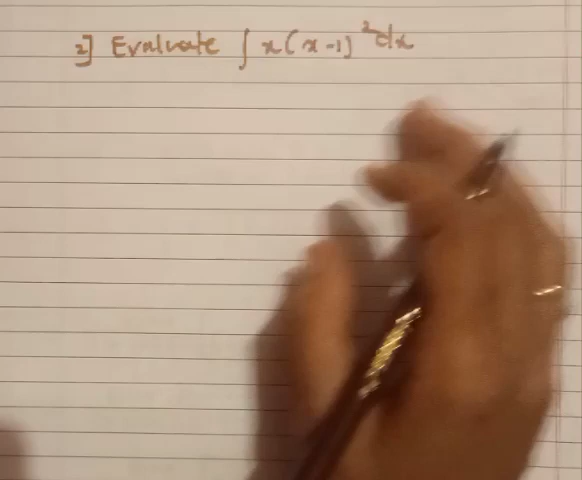 2] Evaluate ∫ x(x-1)²dx